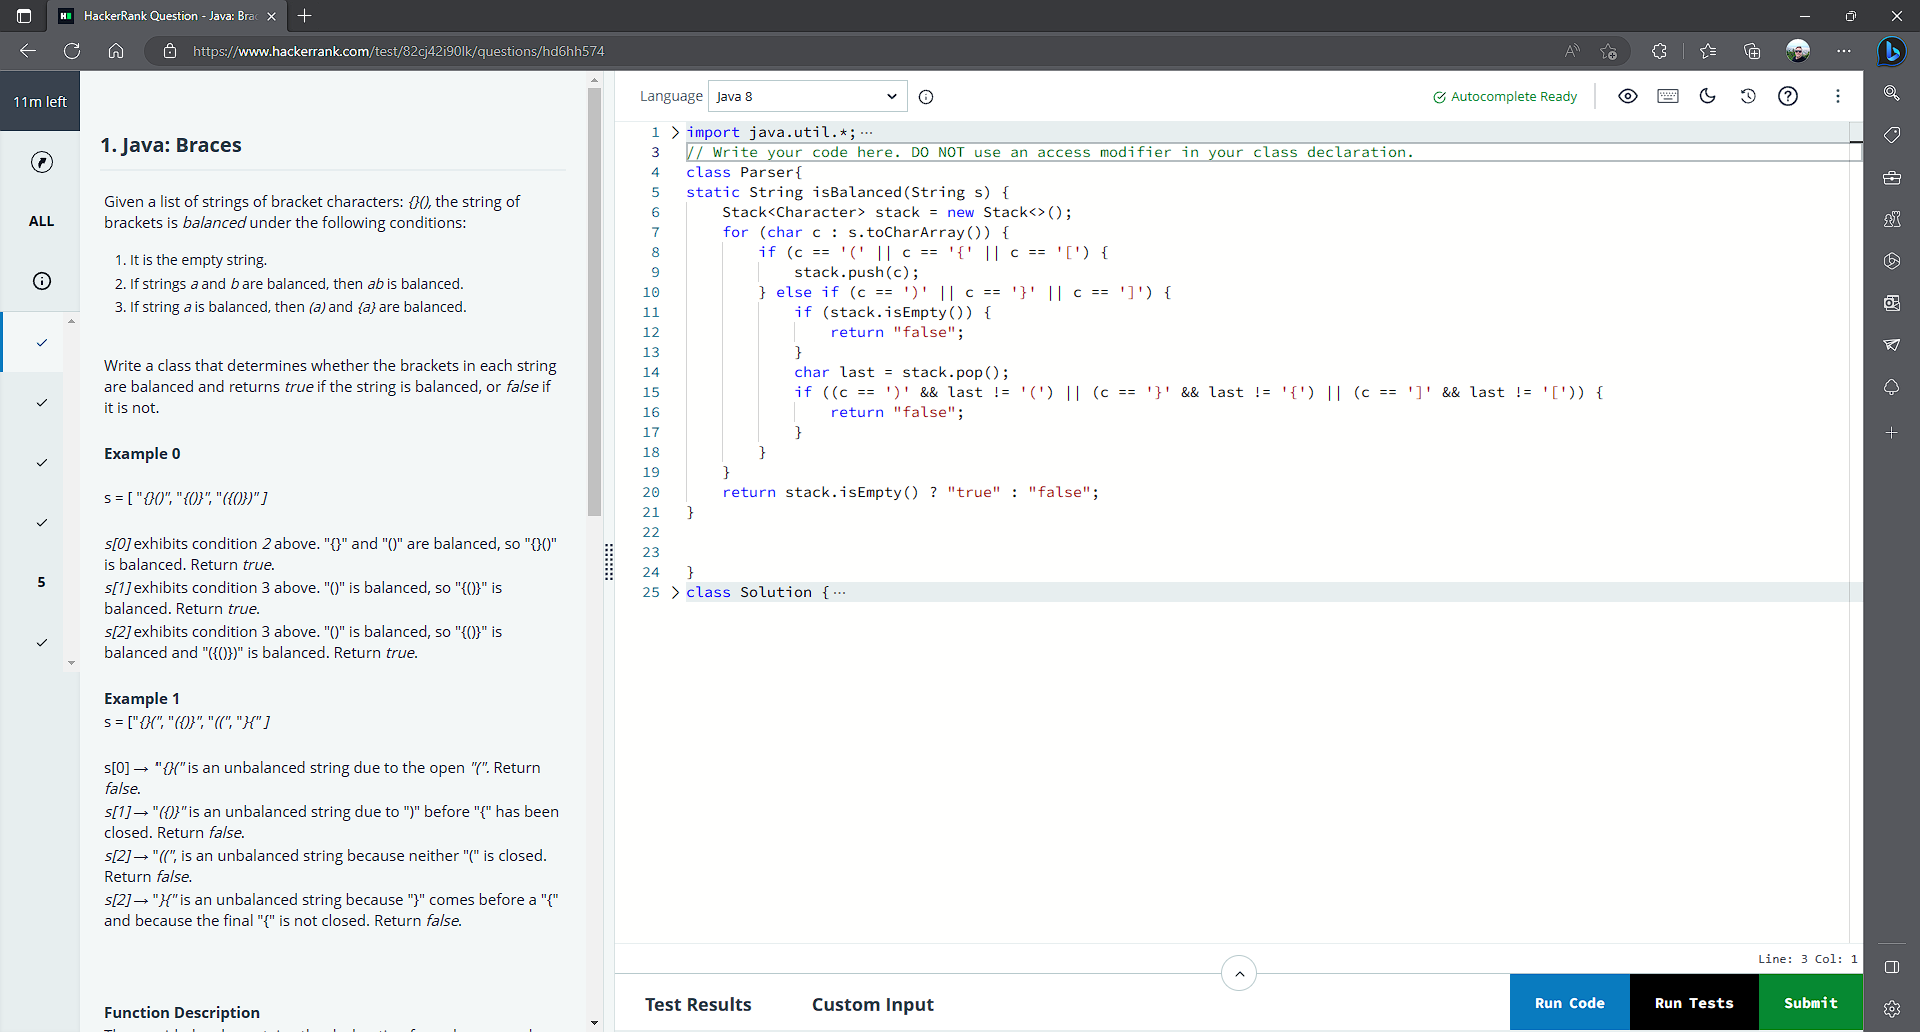 HackerRank Question - Java: Bra
https://www.hackerrank.com/test/82cj42i90lk/questions/hd6hh574
11m left
ALL
5
1. Java: Braces
Given a list of strings of bracket characters: {}(), the string of
brackets is balanced under the following conditions:
1. It is the empty string.
2. If strings a and b are balanced, then ab is balanced.
3. If string a is balanced, then (a) and {a} are balanced.
Write a class that determines whether the brackets in each string
are balanced and returns true if the string is balanced, or false if
it is not.
Example 0
s = [ "{}()", "{()}", "({()})" ]
s[0] exhibits condition 2 above. "{}" and "()" are balanced, so "{}()"
is balanced. Return true.
s[1] exhibits condition 3 above. "()" is balanced, so "{()}" is
balanced. Return true.
s[2] exhibits condition 3 above. "()" is balanced, so "{()}" is
balanced and "({()})" is balanced. Return true.
Example 1
s = ["{}(", "({)}", "((", "}{" ]
s[0] → "{}(" is an unbalanced string due to the open "(". Return
false.
s[1] → "({)}" is an unbalanced string due to ")" before "{" has been
closed. Return false.
s[2] → "((", is an unbalanced string because neither "(" is closed.
Return false.
s[2] → "}{" is an unbalanced string because "}" comes before a "{"
and because the final "{" is not closed. Return false.
Function Description
Language Java 8
Autocomplete Ready
1 import java.util.*; ···
3 // Write your code here. DO NOT use an access modifier in your class declaration.
4 class Parser{
5 static String isBalanced(String s) {
6 Stack<Character> stack = new Stack<>();
7 for (char c : s.toCharArray()) {
8 if (c == '(' || c == '{' || c == '[') {
9 stack.push(c);
10 } else if (c == ')' || c == '}' || c == ']') {
11 if (stack.isEmpty()) {
12 return "false";
13 }
14 char last = stack.pop();
15 if ((c == ')' && last != '(') || (c == '}' && last != '{') || (c == ']' && last != '[')) {
16 return "false";
17 }
18 }
19 }
20 return stack.isEmpty() ? "true" : "false";
21 }
22
23
24 }
25 class Solution { ···
Line: 3 Col: 1
Test Results
Custom Input
Run Code
Run Tests
Submit